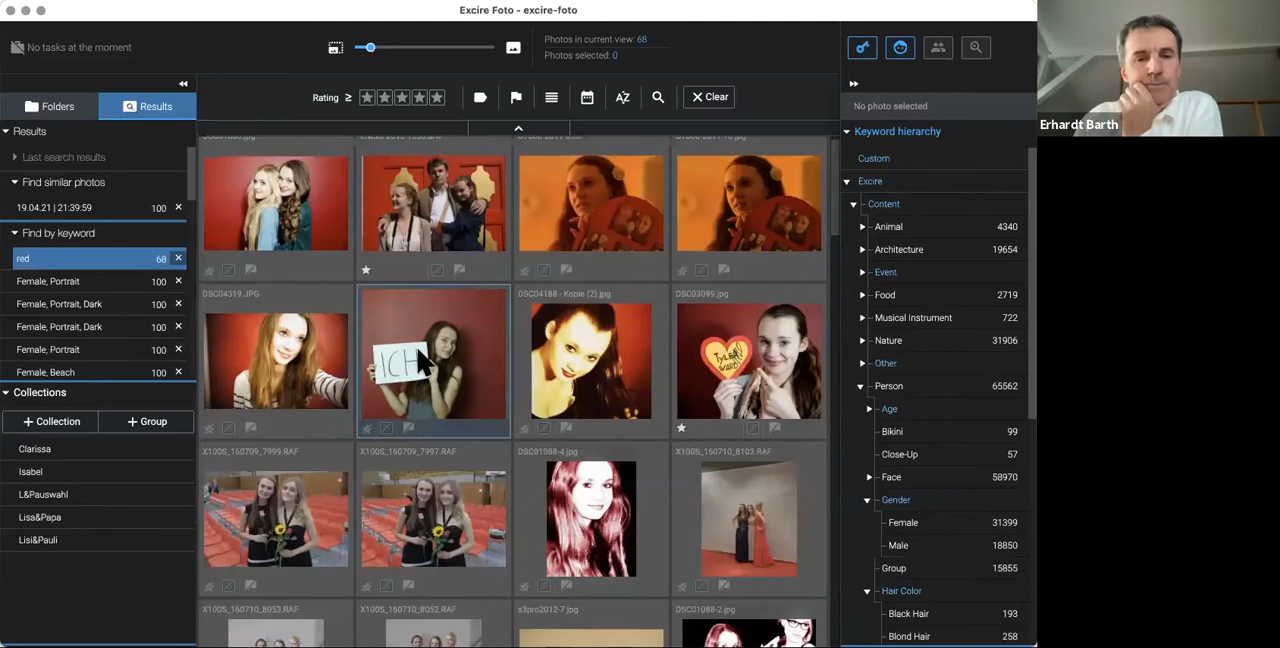 Excire Foto - excire-foto
No tasks at the moment
Photos in current view: 68
Photos selected: 0
Folders
Results
Rating ≥
Clear
No photo selected
Erhardt Barth
Results
Last search results
Find similar photos
19.04.21 | 21:39:59 100
Find by keyword
red 68
Female, Portrait 100
Female, Portrait, Dark 100
Female, Portrait, Dark 100
Female, Portrait 100
Female, Beach 100
Collections
+ Collection
+ Group
Clarissa
Isabel
L&Pauswahl
Lisa&Papa
Lisi&Pauli
DSC04319.JPG
DSC04188 - Kopie (2).jpg
DSC03099.jpg
ICH
TYLER
WARD
X100S_160709_7999.RAF
X100S_160709_7997.RAF
DSC01088-4.jpg
X100S_160710_8103.RAF
X100S_160710_8053.RAF
X100S_160710_8052.RAF
s3pro2012-7.jpg
DSC01088-2.jpg
Keyword hierarchy
Custom
Excire
Content
Animal 4340
Architecture 19654
Event
Food 2719
Musical Instrument 722
Nature 31906
Other
Person 65562
Age
Bikini 99
Close-Up 57
Face 58970
Gender
Female 31399
Male 18850
Group 15855
Hair Color
Black Hair 193
Blond Hair 258